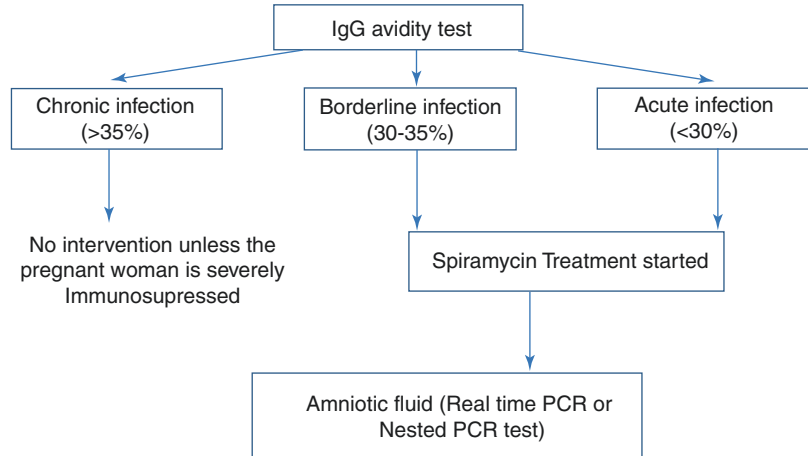 IgG avidity test
Chronic infection
(>35%)
Borderline infection
(30-35%)
Acute infection
(<30%)
No intervention unless the
pregnant woman is severely
Immunosupressed
Spiramycin Treatment started
Amniotic fluid (Real time PCR or
Nested PCR test)